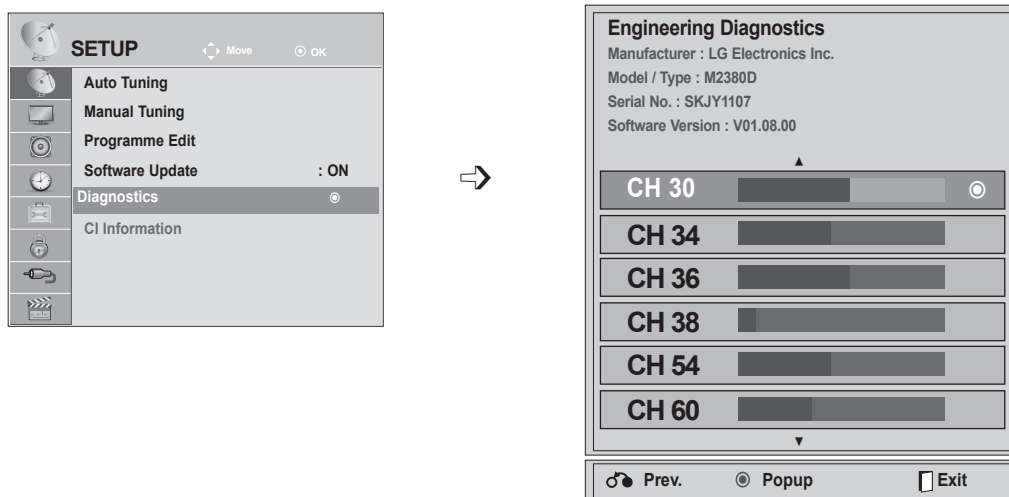 SETUP
Move
OK
Auto Tuning
Manual Tuning
Programme Edit
Software Update : ON
Diagnostics
CI Information
Engineering Diagnostics
Manufacturer : LG Electronics Inc.
Model / Type : M2380D
Serial No. : SKJY1107
Software Version : V01.08.00
CH 30
CH 34
CH 36
CH 38
CH 54
CH 60
Prev.
Popup
Exit